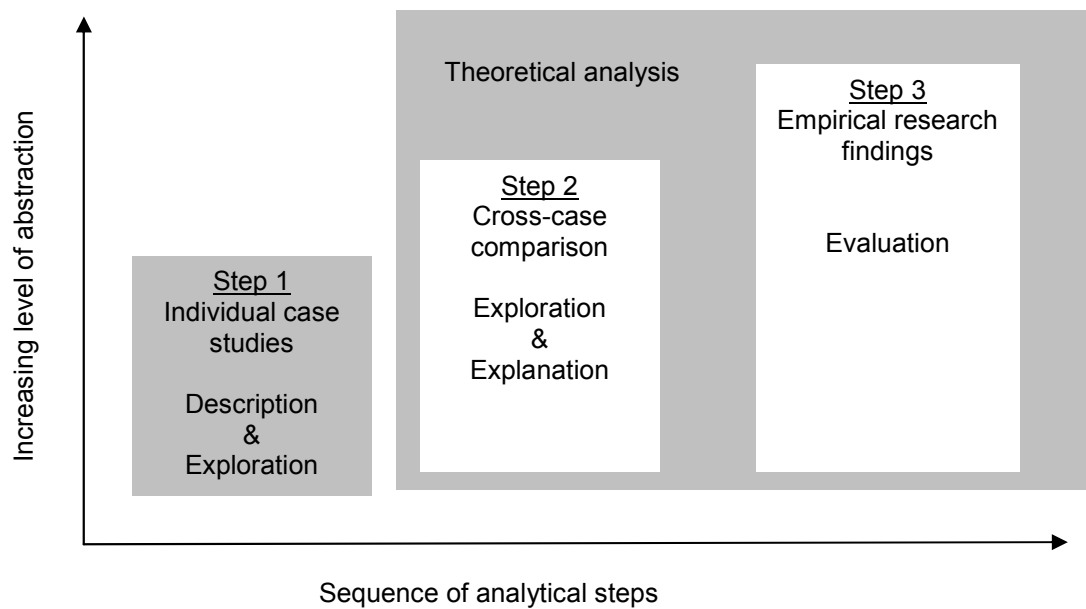 Increasing level of abstraction
Theoretical analysis
Step 1
Individual case
studies
Description
&
Exploration
Step 2
Cross-case
comparison
Exploration
&
Explanation
Step 3
Empirical research
findings
Evaluation
Sequence of analytical steps